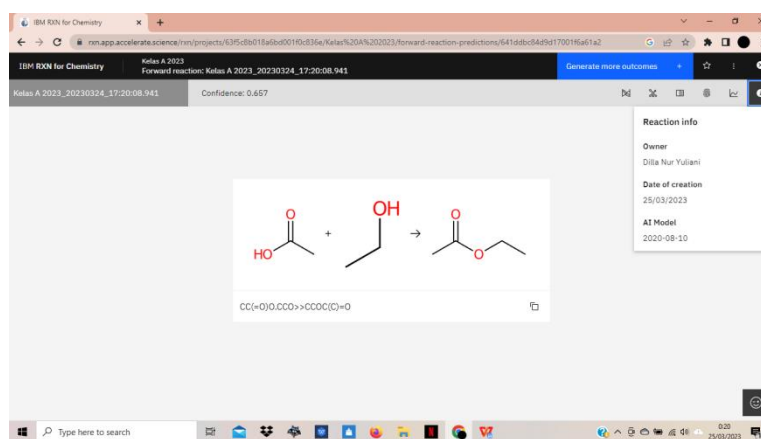 IBM RXN for Chemistry
rxn.app.accelerate.science/rxn/projects/63f5c8b018a6bd001f0c836e/Kelas%20A%202023/forward-reaction-predictions/641ddbc84d9d17001f6a61a2
IBM RXN for Chemistry
Kelas A 2023
Forward reaction: Kelas A 2023_20230324_17:20:08.941
Generate more outcomes +
Kelas A 2023_20230324_17:20:08.941
Confidence: 0.657
Reaction info
Owner
Dilla Nur Yuliani
Date of creation
25/03/2023
AI Model
2020-08-10
O
HO
+
OH
→
O
O
CC(=O)O.CCO>>CCOC(C)=O
Type here to search
0:20
25/03/2023